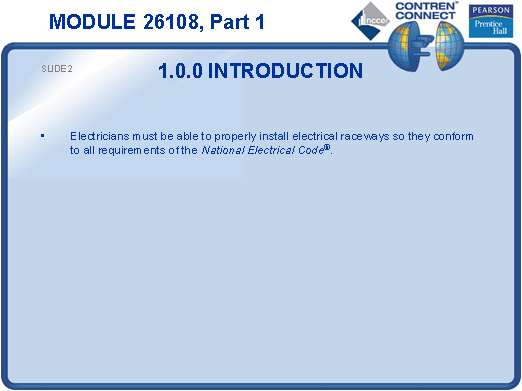 MODULE 26108, Part 1
nccer
CONTREN®
CONNECT
PEARSON
Prentice
Hall
SLIDE 2
1.0.0 INTRODUCTION
• Electricians must be able to properly install electrical raceways so they conform
to all requirements of the National Electrical Code®.